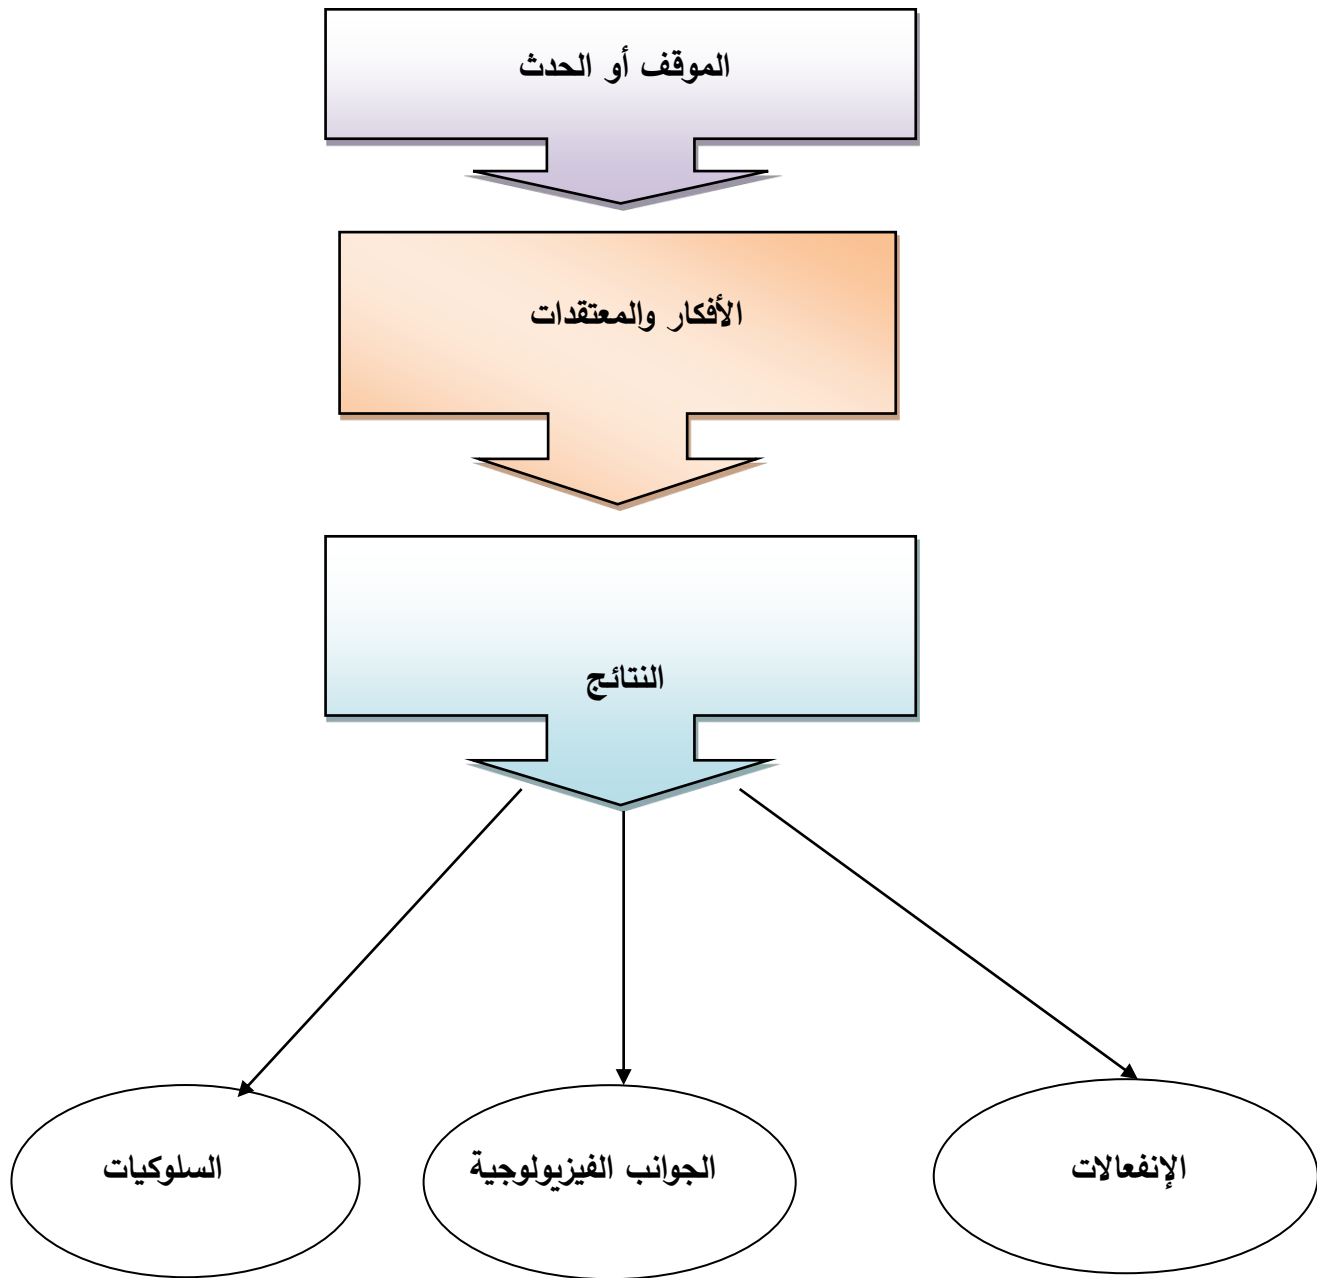 الموقف أو الحدث
الأفكار والمعتقدات
النتائج
الإنفعالات
الجوانب الفيزيولوجية
السلوكيات